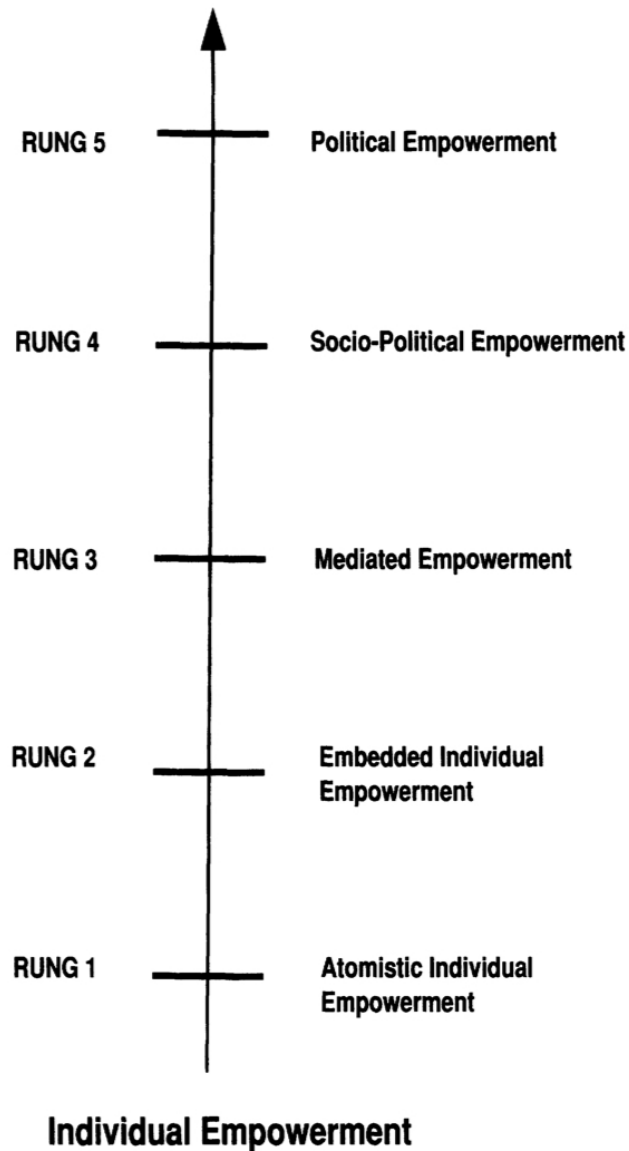 RUNG 5 Political Empowerment
RUNG 4 Socio-Political Empowerment
RUNG 3 Mediated Empowerment
RUNG 2 Embedded Individual
Empowerment
RUNG 1 Atomistic Individual
Empowerment
Individual Empowerment